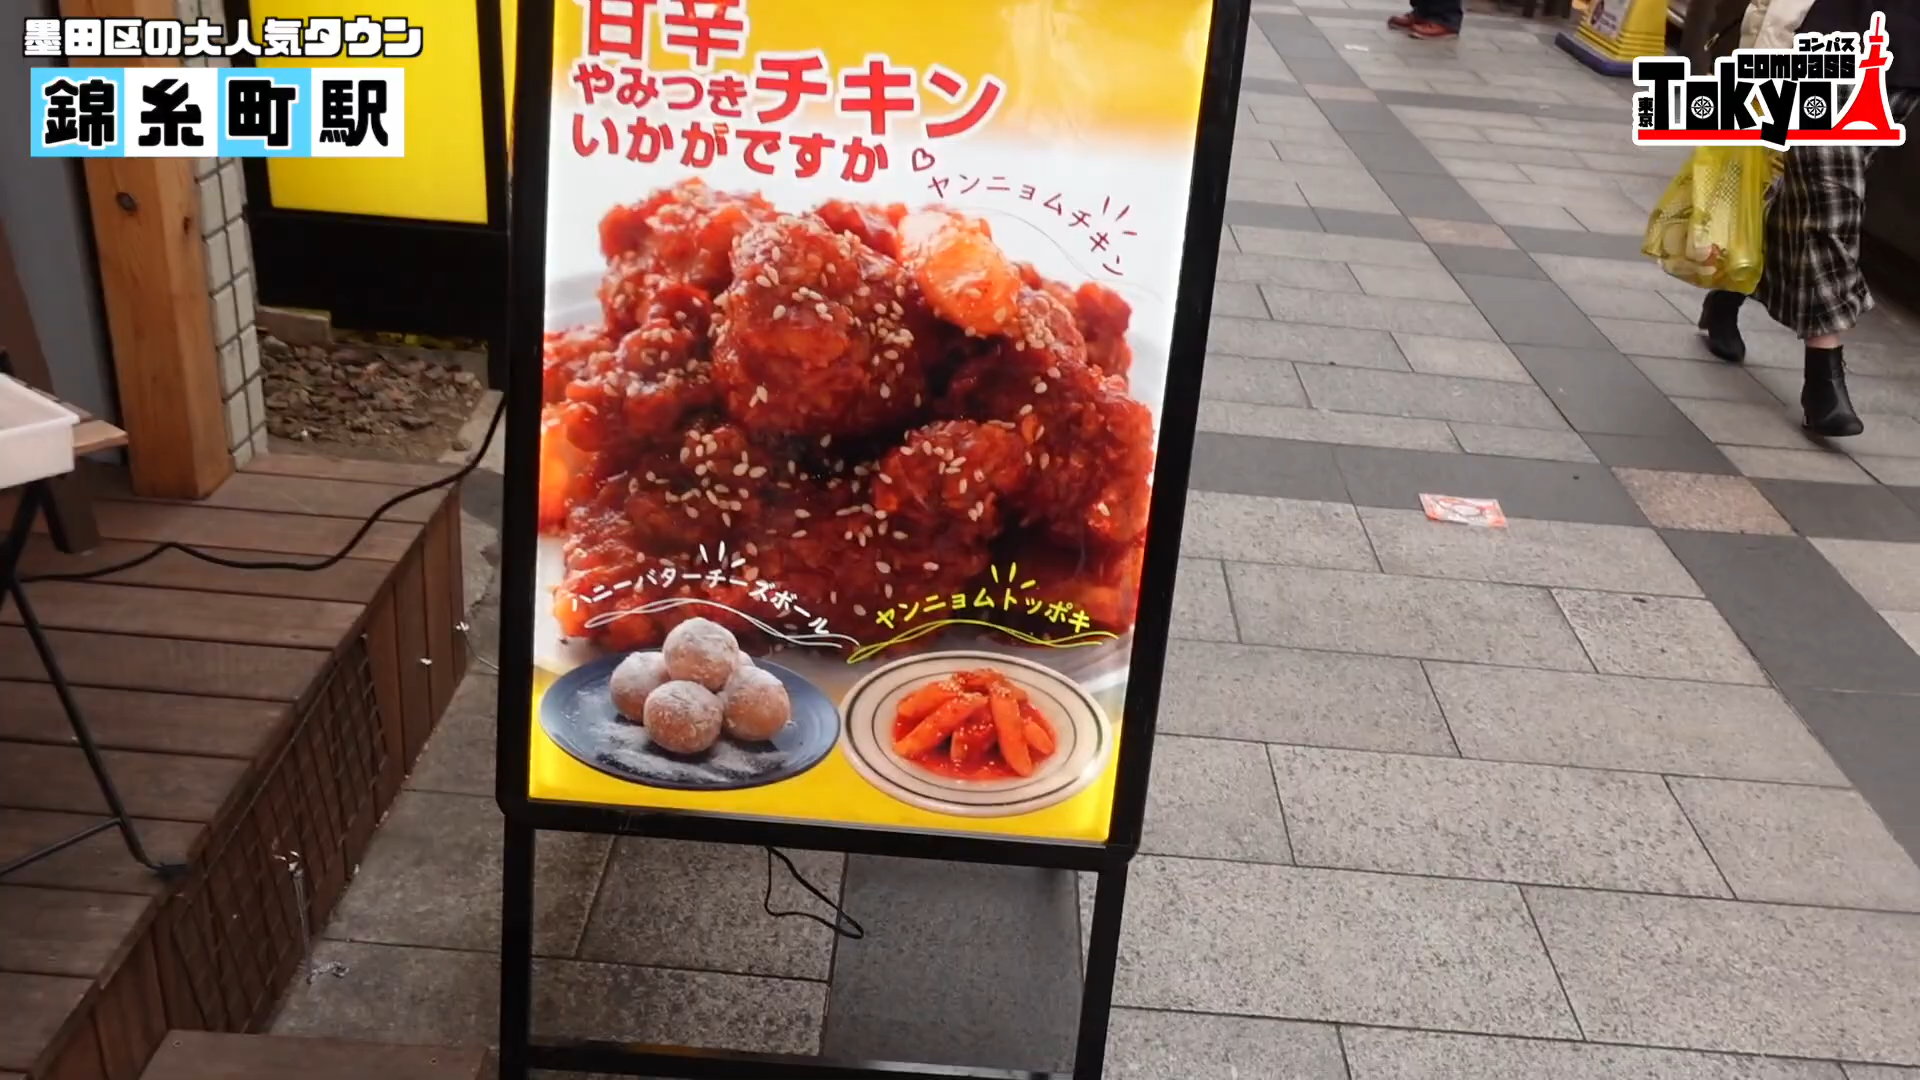 墨田区の大人気タウン
錦糸町駅
コンパス
compass
東京
Tokyo
甘辛
やみつきチキン
いかがですか♡
ヤンニョムチキン
ハニーバターチーズボール
ヤンニョムトッポキ